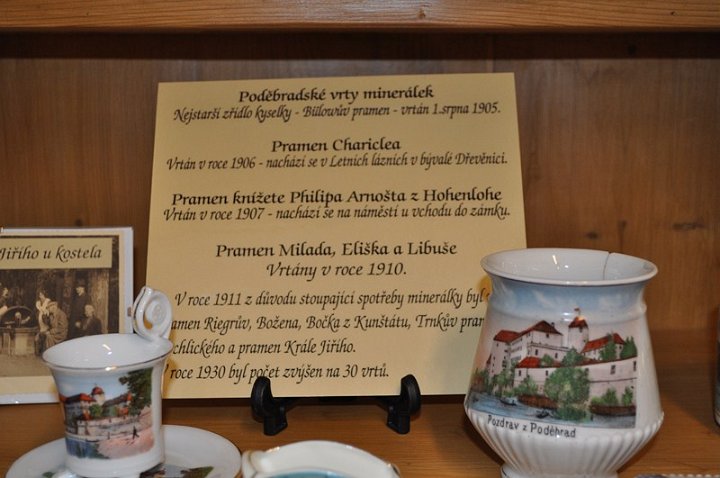 Poděbradské vrty minerálek
Nejstarší zřídlo kyselky - Bülowův pramen - vrtán 1.srpna 1905.
Pramen Chariclea
Vrtán v roce 1906 - nachází se v Letních lázních v bývalé Dřevěnici.
Pramen knížete Philipa Arnošta z Hohenlohe
Vrtán v roce 1907 - nachází se na náměstí u vchodu do zámku.
Pramen Milada, Eliška a Libuše
Vrtány v roce 1910.
V roce 1911 z důvodu stoupající spotřeby minerálky byl
amen Riegrův, Božena, Bočka z Kunštátu, Trnkův pra
chlického a pramen Krále Jiřího.
roce 1930 byl počet zvýšen na 30 vrtů.
Jiřího u kostela
Pozdrav z Poděbrad